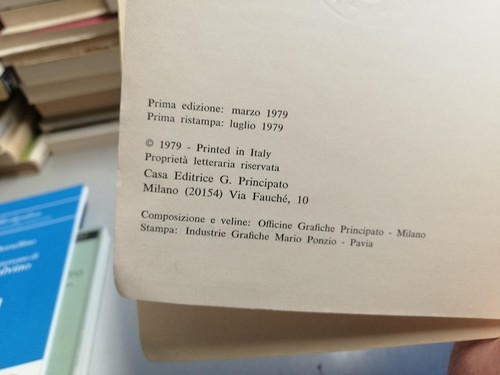 Prima edizione: marzo 1979
Prima ristampa: luglio 1979
© 1979 - Printed in Italy
Proprietà letteraria riservata
Casa Editrice G. Principato
Milano (20154) Via Fauché, 10
Composizione e veline: Officine Grafiche Principato - Milano
Stampa: Industrie Grafiche Mario Ponzio - Pavia